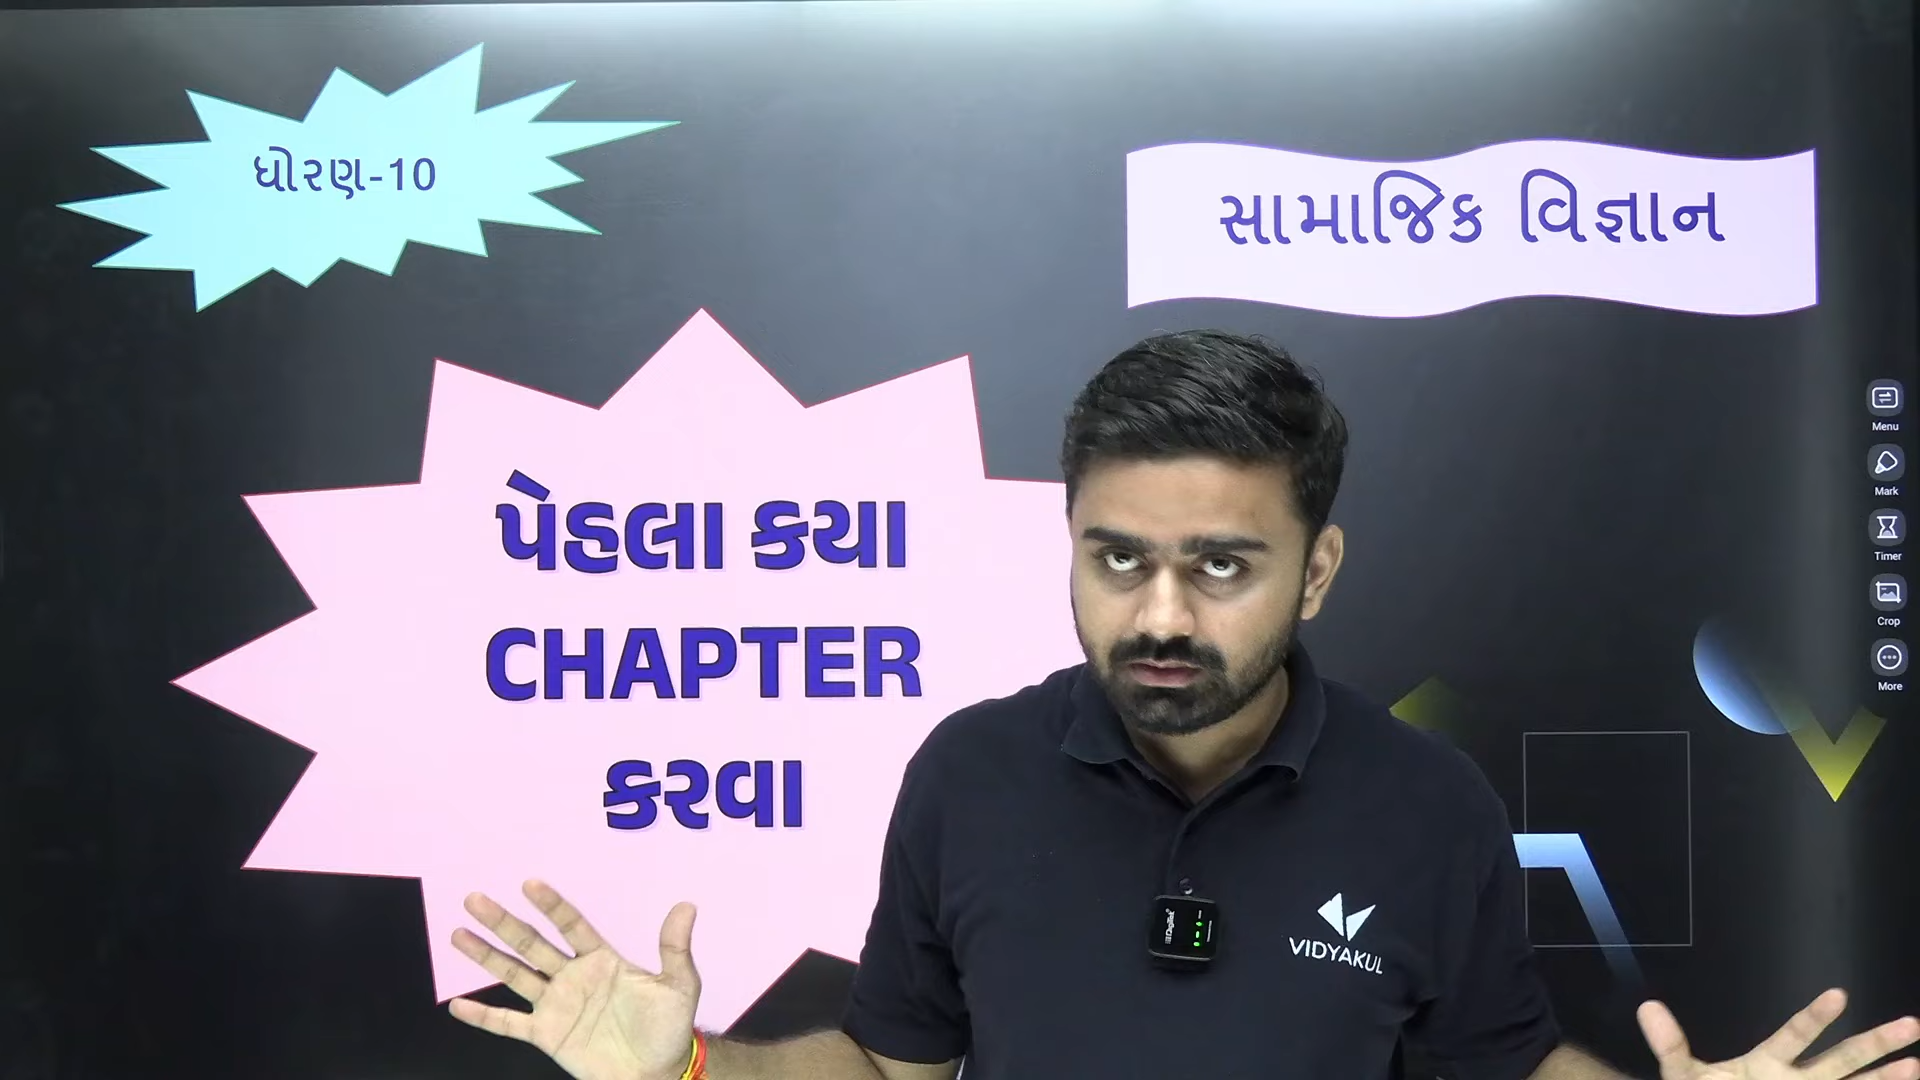 ધોરણ-10
સામાજિક વિજ્ઞાન
પેહલા કયા
CHAPTER
કરવા
Menu
Mark
Timer
Crop
More
VIDYAKUL